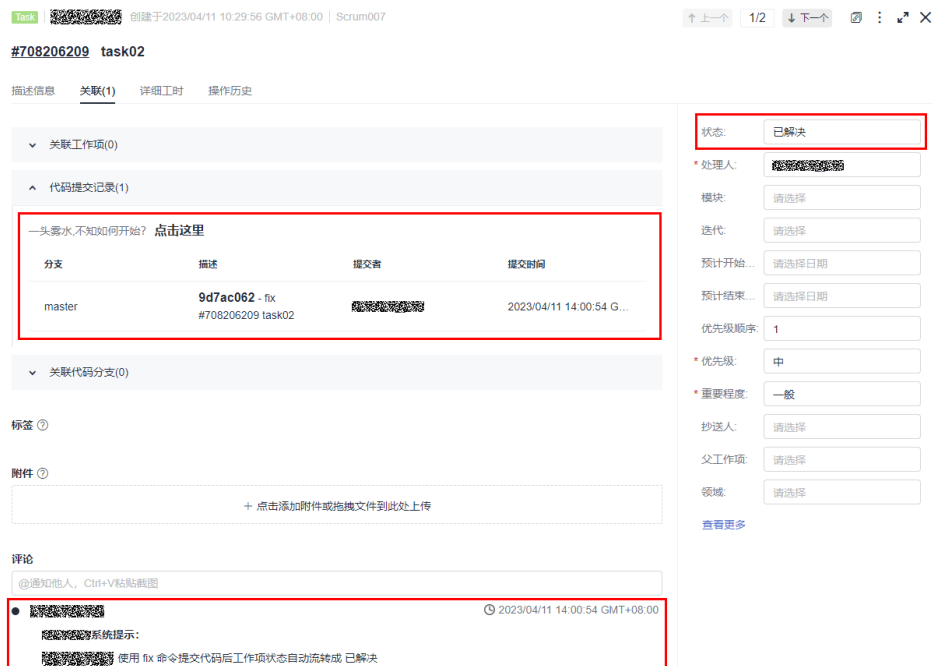 Task 创建于2023/04/11 10:29:56 GMT+08:00 Scrum007 上一个 1/2 下一个
#708206209 task02
描述信息 关联(1) 详细工时 操作历史
关联工作项(0)
代码提交记录(1)
一头雾水,不知如何开始? 点击这里
分支 描述 提交者 提交时间
master 9d7ac062 - fix 2023/04/11 14:00:54 G...
#708206209 task02
关联代码分支(0)
标签
附件
点击添加附件或拖拽文件到此处上传
评论
@通知他人，Ctrl+V粘贴截图
2023/04/11 14:00:54 GMT+08:00
系统提示：
使用 fix 命令提交代码后工作项状态自动流转成 已解决
状态: 已解决
* 处理人:
模块: 请选择
迭代: 请选择
预计开始... 请选择日期
预计结束... 请选择日期
优先级顺序: 1
* 优先级: 中
* 重要程度: 一般
抄送人: 请选择
父工作项: 请选择
领域: 请选择
查看更多